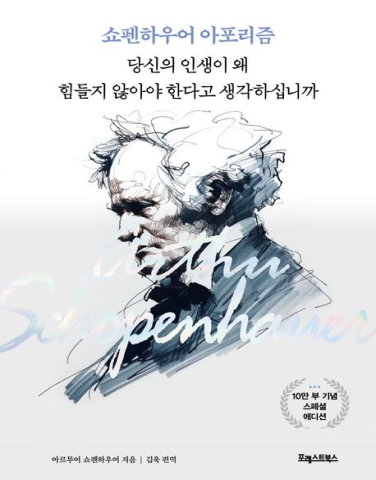 쇼펜하우어 아포리즘
당신의 인생이 왜
힘들지 않아야 한다고 생각하십니까
Arthur
Schopenhauer
10만 부 기념
스페셜
에디션
아르투어 쇼펜하우어 지음 | 김욱 편역
포레스트북스